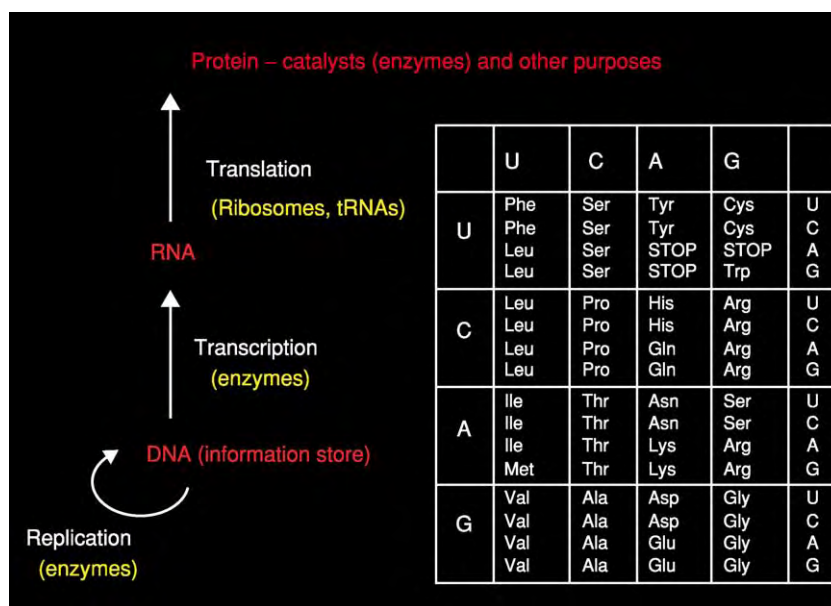 Protein – catalysts (enzymes) and other purposes
Translation
(Ribosomes, tRNAs)
RNA
Transcription
(enzymes)
DNA (information store)
Replication
(enzymes)
U C A G
U
Phe Ser Tyr Cys U
Phe Ser Tyr Cys C
Leu Ser STOP STOP A
Leu Ser STOP Trp G
C
Leu Pro His Arg U
Leu Pro His Arg C
Leu Pro Gln Arg A
Leu Pro Gln Arg G
A
Ile Thr Asn Ser U
Ile Thr Asn Ser C
Ile Thr Lys Arg A
Met Thr Lys Arg G
G
Val Ala Asp Gly U
Val Ala Asp Gly C
Val Ala Glu Gly A
Val Ala Glu Gly G